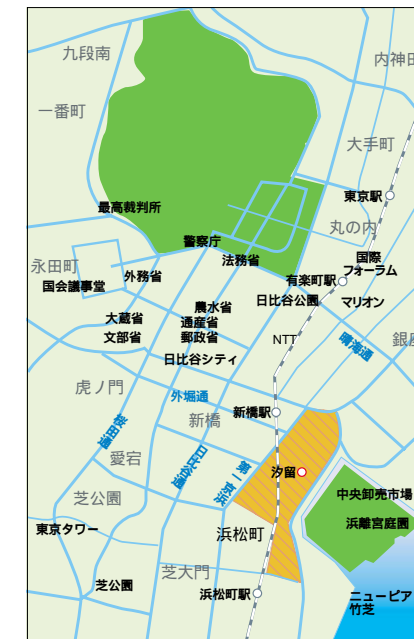 九段南
内神田
一番町
大手町
東京駅
最高裁判所
丸の内
警察庁
法務省
国際
フォーラム
永田町
外務省
有楽町駅
国会議事堂
農水省
日比谷公園
マリオン
大蔵省
通産省
文部省
郵政省
NTT
晴海通
銀座
日比谷シティ
虎ノ門
外堀通
新橋
新橋駅
桜田通
愛宕
日比谷通
第一京浜
汐留
芝公園
中央卸売市場
東京タワー
浜松町
浜離宮庭園
芝大門
芝公園
浜松町駅
ニューピア
竹芝